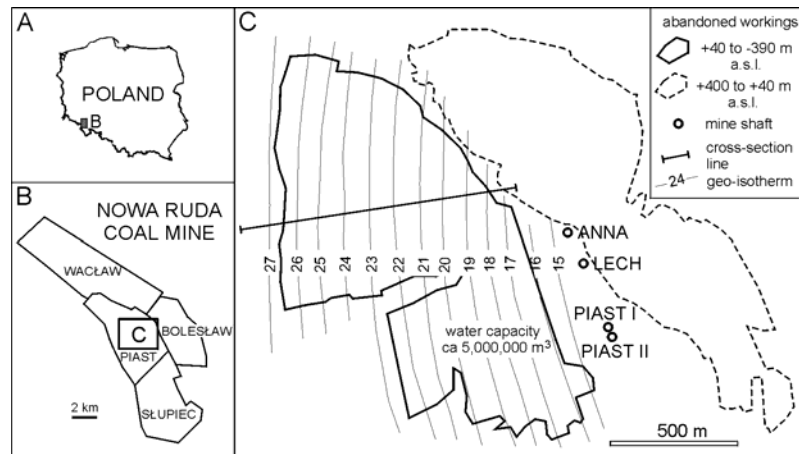 A
POLAND
B
B
NOWA RUDA
COAL MINE
WACŁAW
BOLESŁAW
C
PIAST
SŁUPIEC
2 km
C
27 26 25 24 23 22 21 20 19 18 17 16 15
ANNA
LECH
PIAST I
PIAST II
water capacity
ca 5,000,000 m³
500 m
abandoned workings
+40 to -390 m
a.s.l.
+400 to +40 m
a.s.l.
mine shaft
cross-section
line
24 geo-isotherm